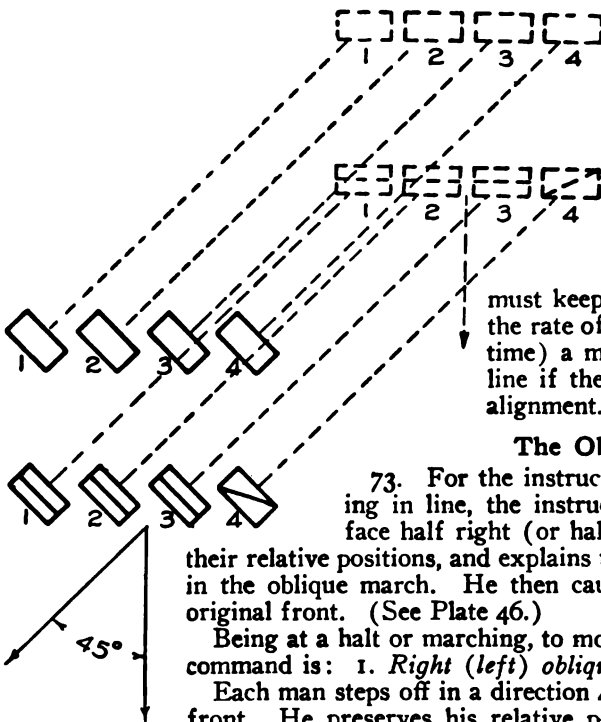 1 2 3 4
1 2 3 4
must keep
the rate of
time) a m
line if the
alignment.
1 2 3 4
The Ob
73. For the instruct
ing in line, the instruc
1 2 3 4
face half right (or hal
their relative positions, and explains
in the oblique march. He then cau
original front. (See Plate 46.)
45°
Being at a halt or marching, to mo
command is: 1. Right (left) obliqu
Each man steps off in a direction
front. He preserves his relative p